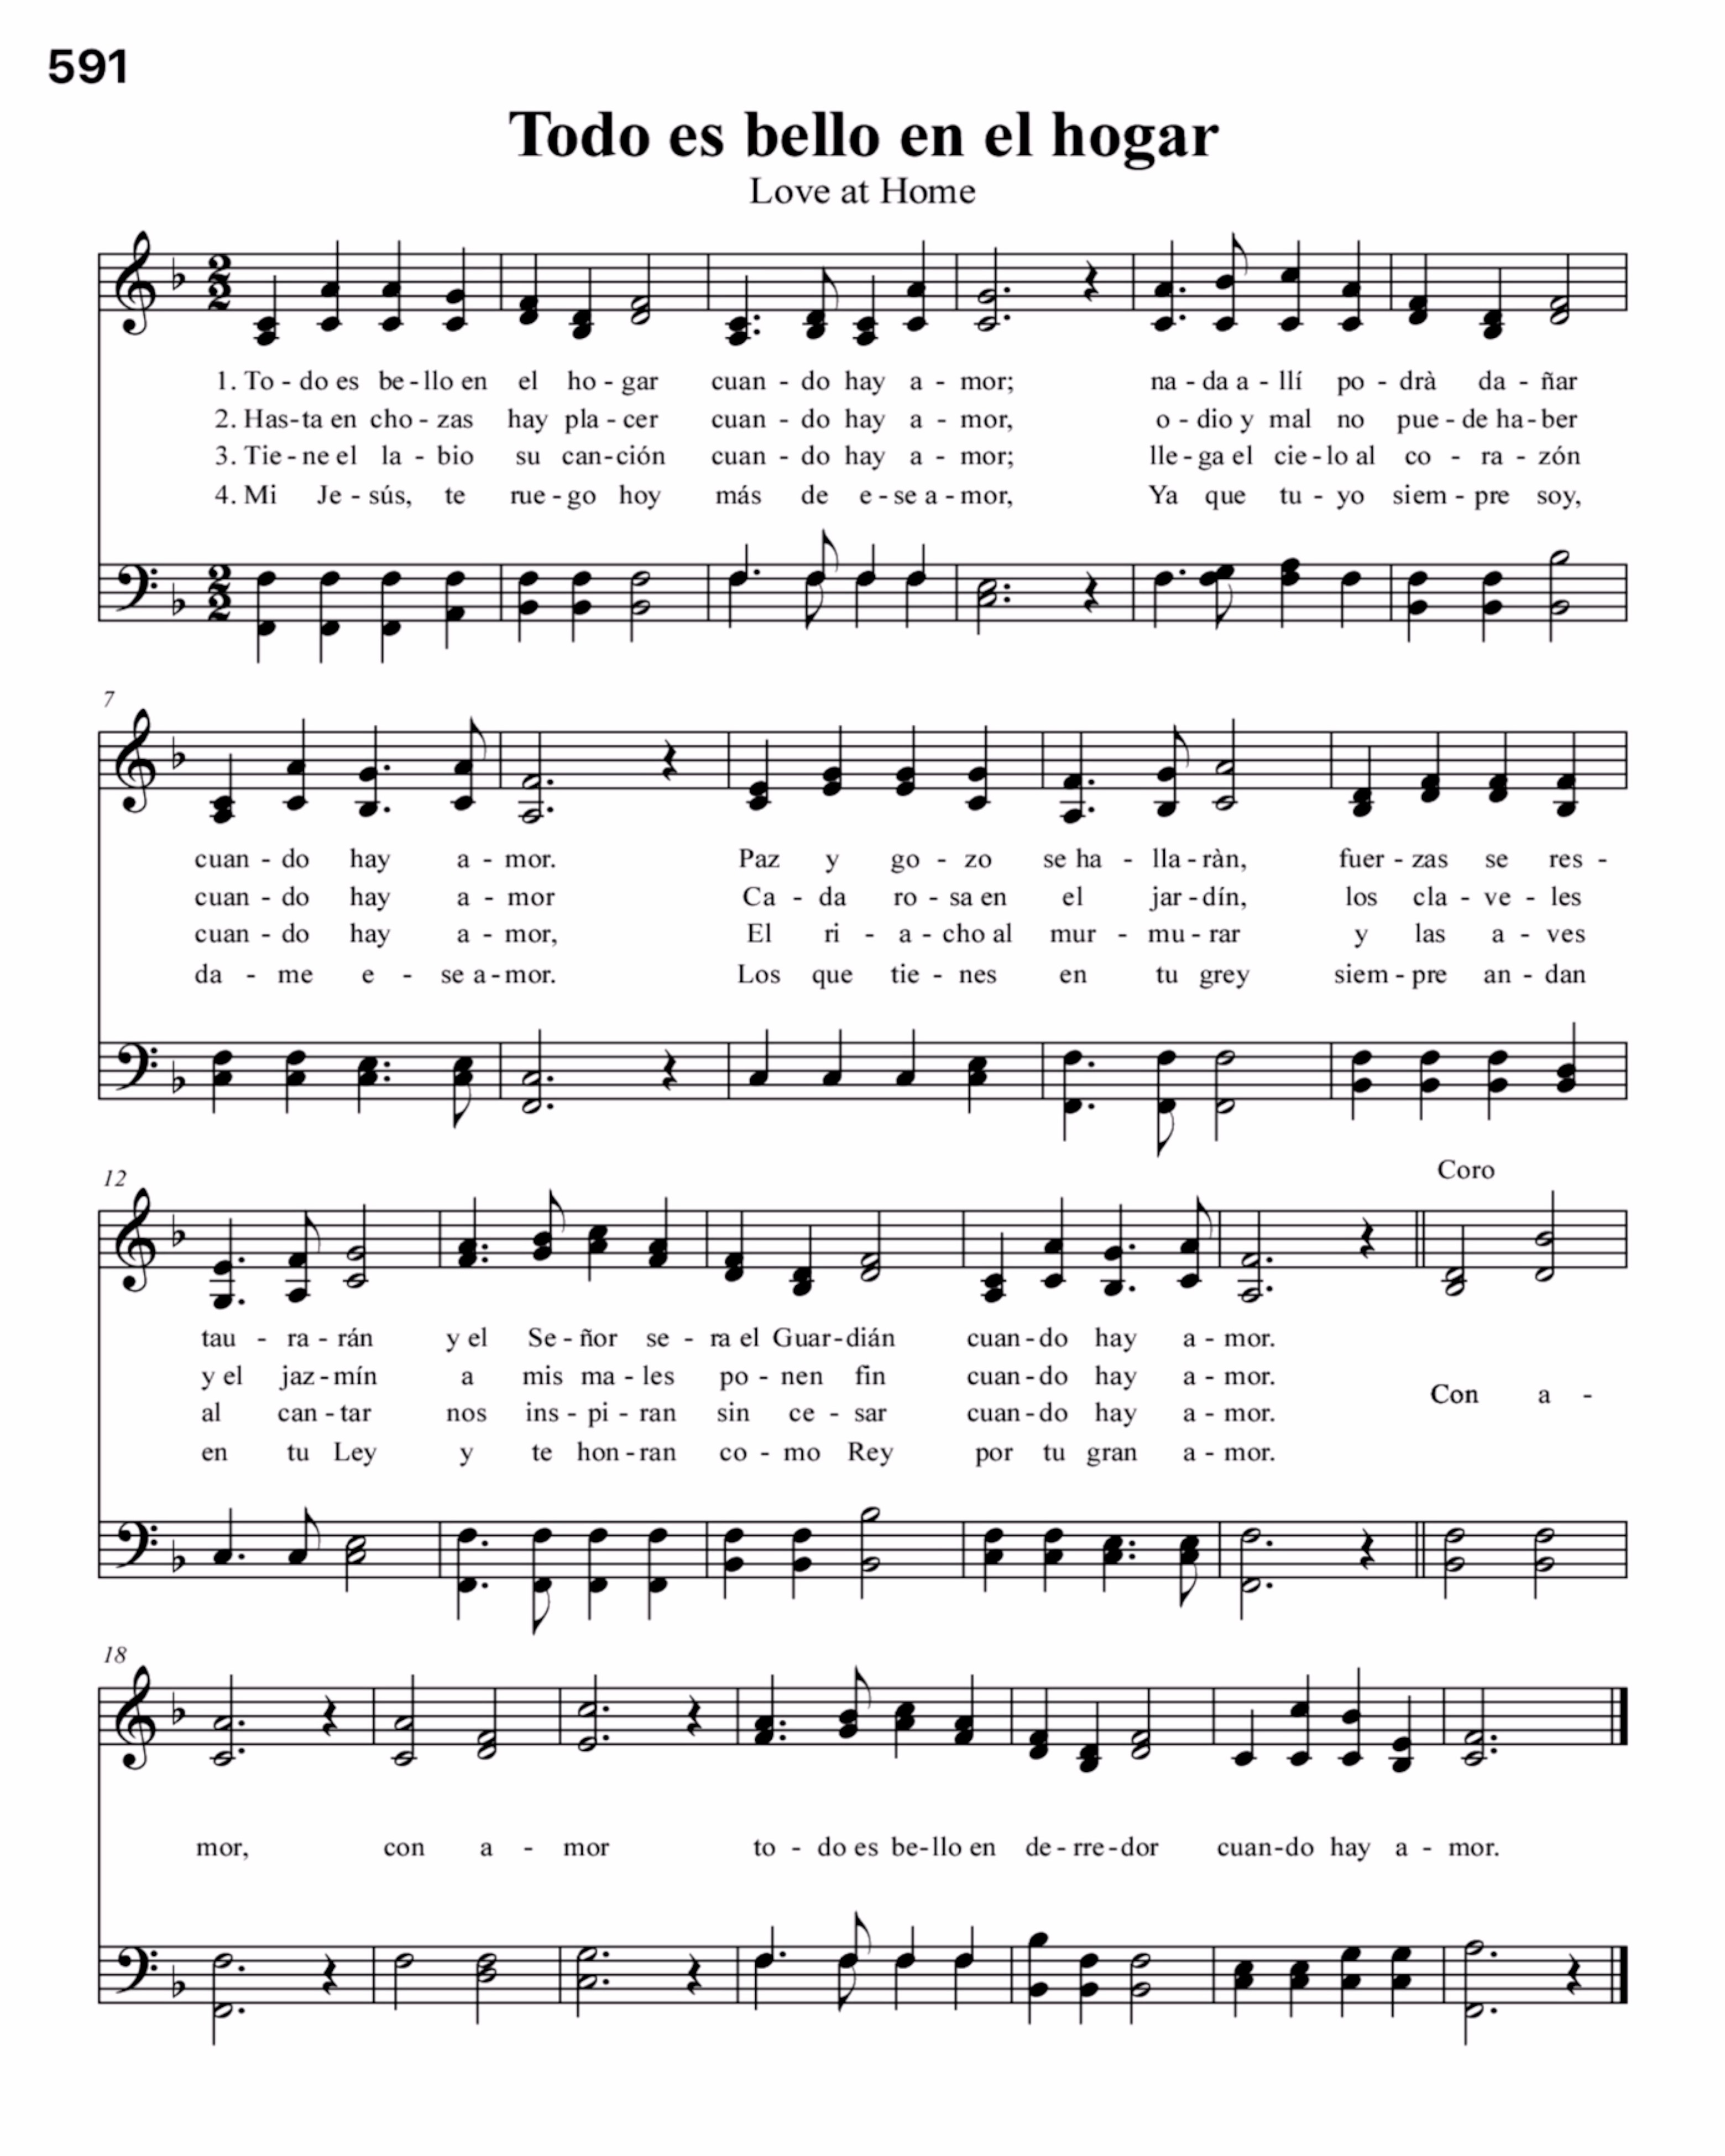 591
Todo es bello en el hogar
Love at Home
1. To - do es be - llo en el ho - gar cuan - do hay a - mor; na - da a - llí po - drà da - ñar
2. Has - ta en cho - zas hay pla - cer cuan - do hay a - mor, o - dio y mal no pue - de ha - ber
3. Tie - ne el la - bio su can - ción cuan - do hay a - mor; lle - ga el cie - lo al co - ra - zón
4. Mi Je - sús, te rue - go hoy más de e - se a - mor, Ya que tu - yo siem - pre soy,
7
cuan - do hay a - mor. Paz y go - zo se ha - lla - ràn, fuer - zas se res -
cuan - do hay a - mor Ca - da ro - sa en el jar - dín, los cla - ve - les
cuan - do hay a - mor, El ri - a - cho al mur - mu - rar y las a - ves
da - me e - se a - mor. Los que tie - nes en tu grey siem - pre an - dan
12
Coro
tau - ra - rán y el Se - ñor se - ra el Guar - dián cuan - do hay a - mor.
y el jaz - mín a mis ma - les po - nen fin cuan - do hay a - mor.
Con a -
al can - tar nos ins - pi - ran sin ce - sar cuan - do hay a - mor.
en tu Ley y te hon - ran co - mo Rey por tu gran a - mor.
18
mor, con a - mor to - do es be - llo en de - rre - dor cuan - do hay a - mor.